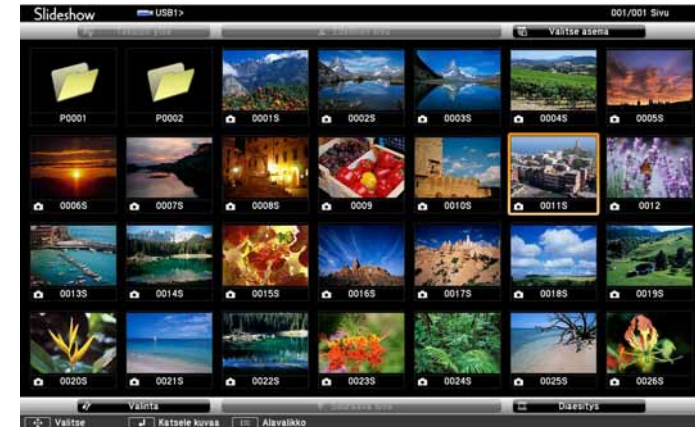 Slideshow USB1> 001/001 Sivu
Valitse asema
P0001 P0002 0001S 0002S 0003S 0004S 0005S
0006S 0007S 0008S 0009 0010S 0011S 0012
0013S 0014S 0015S 0016S 0017S 0018S 0019S
0020S 0021S 0022S 0023S 0024S 0025S 0026S
Valinta Diaesitys
Valitse Katsele kuvaa Alavalikko